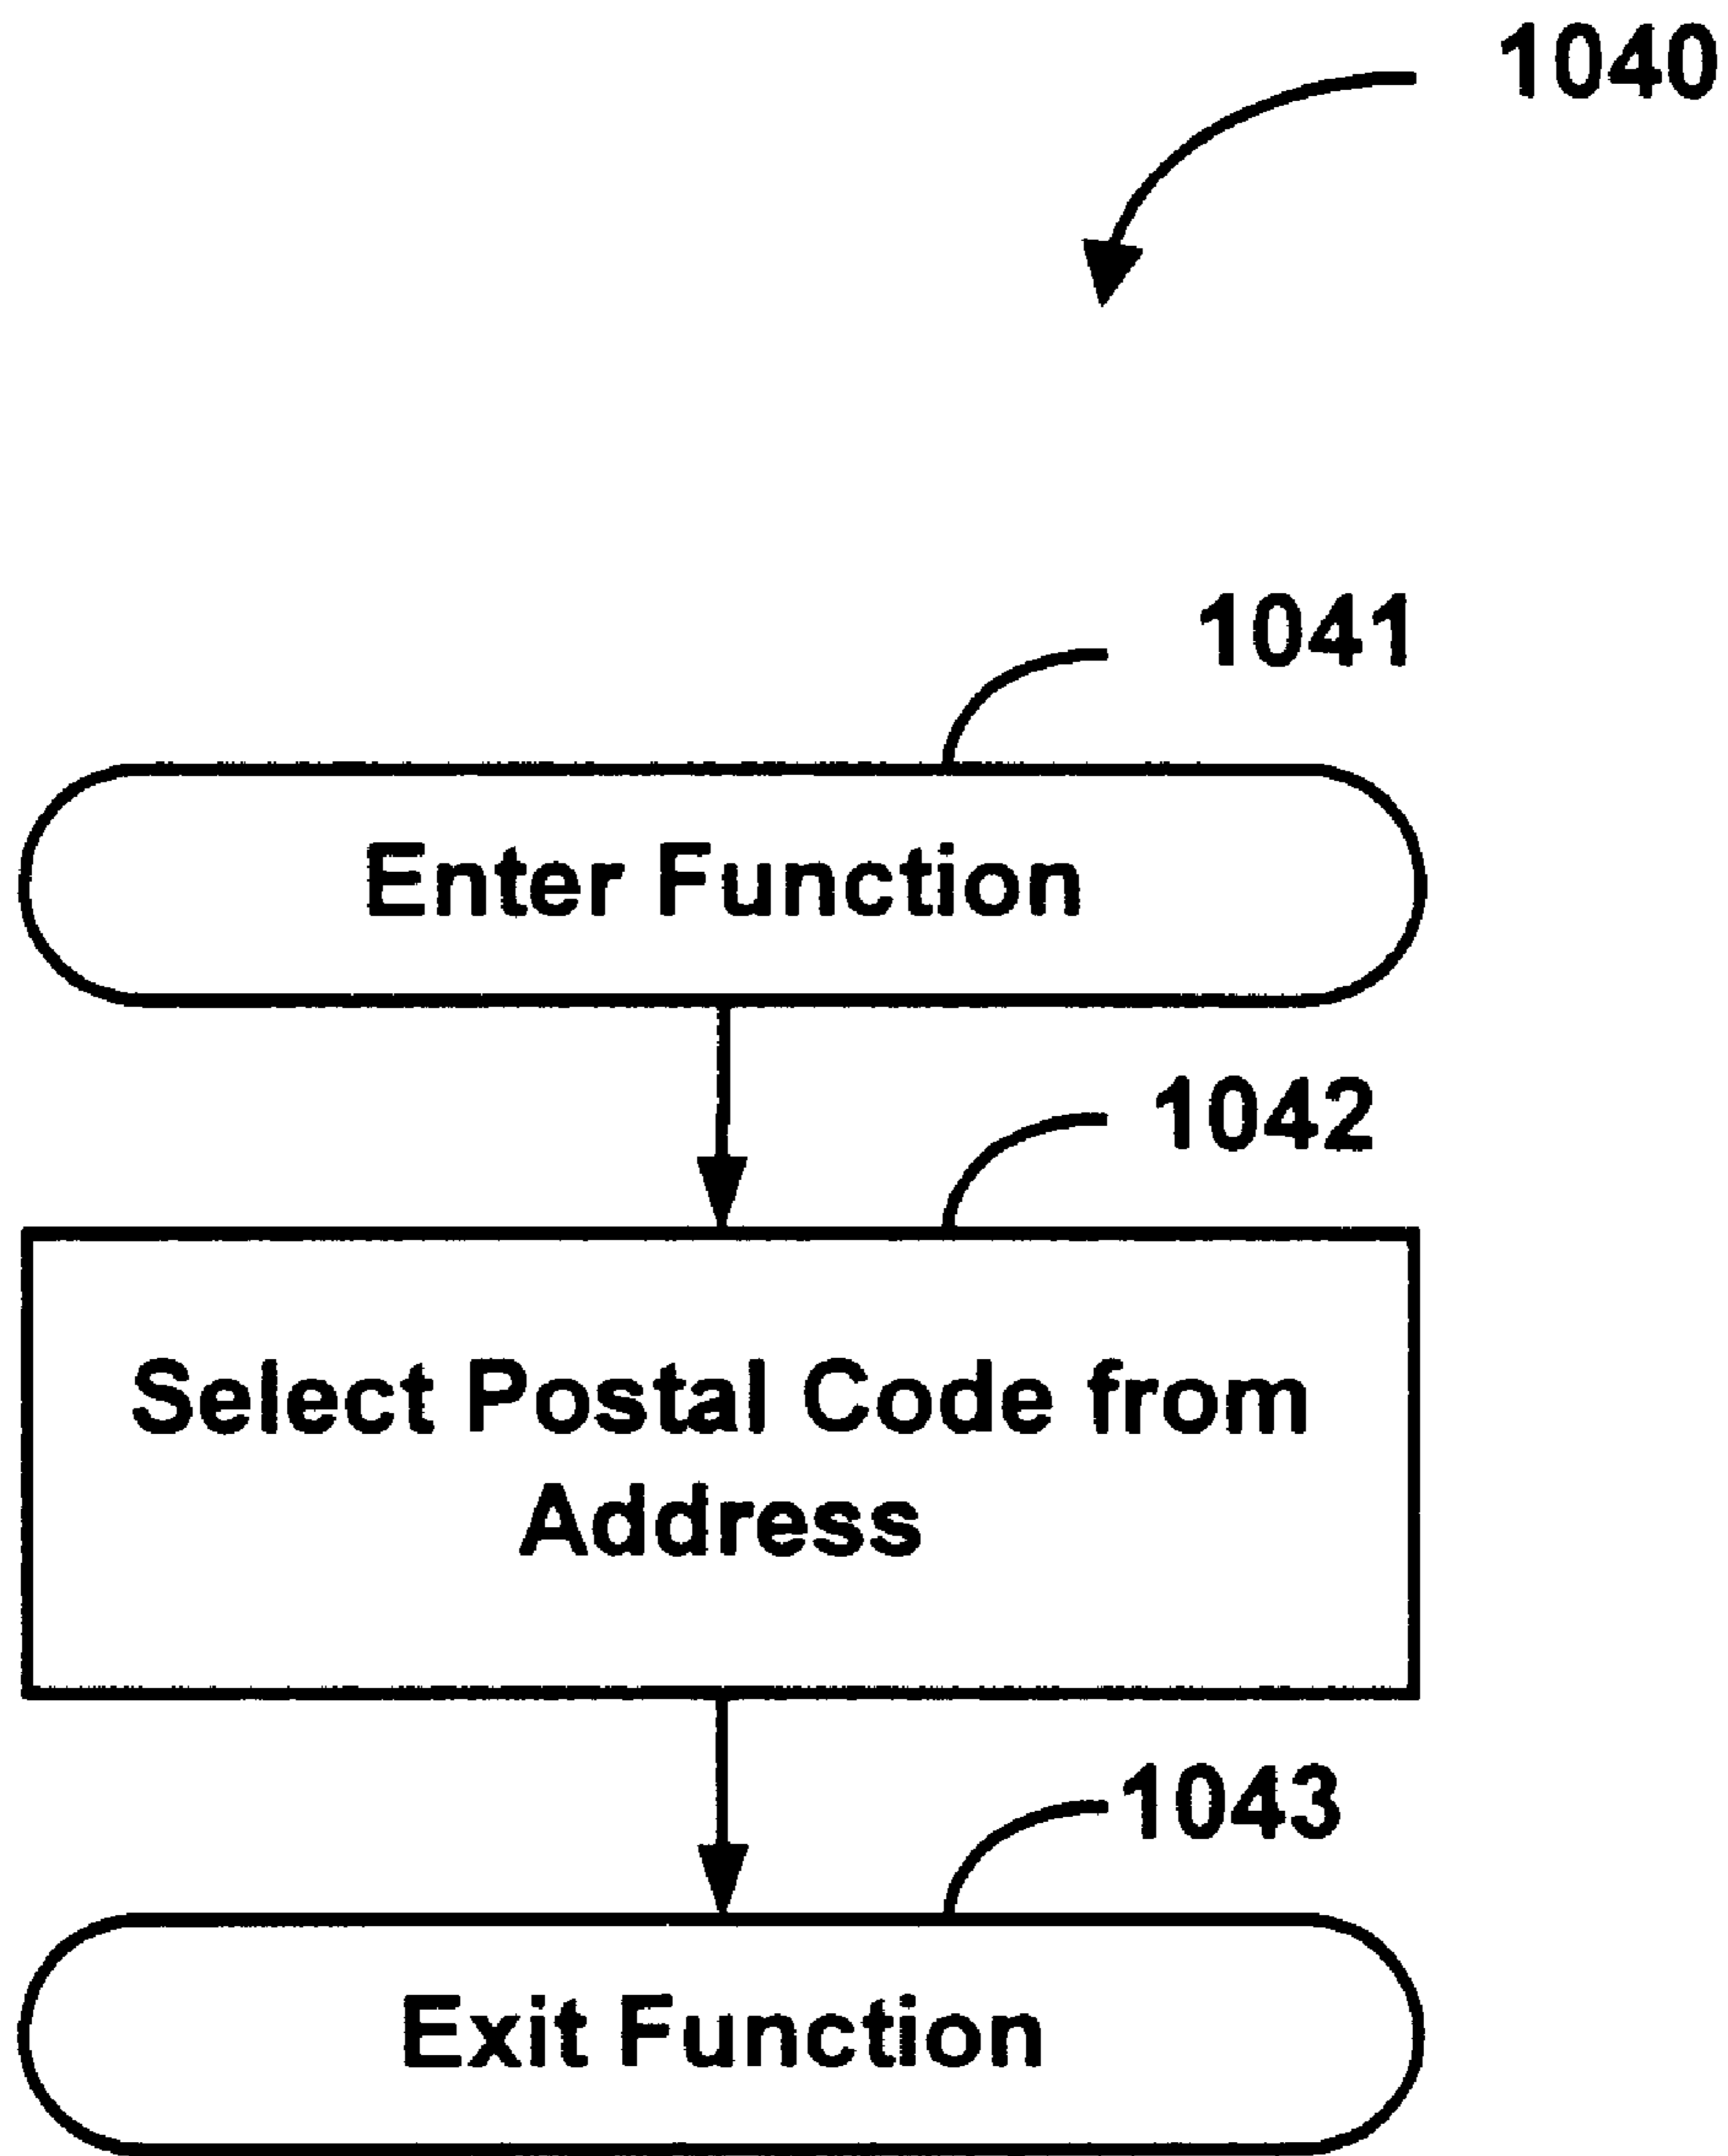 1040
1041
Enter Function
1042
Select Postal Code from
Address
1043
Exit Function